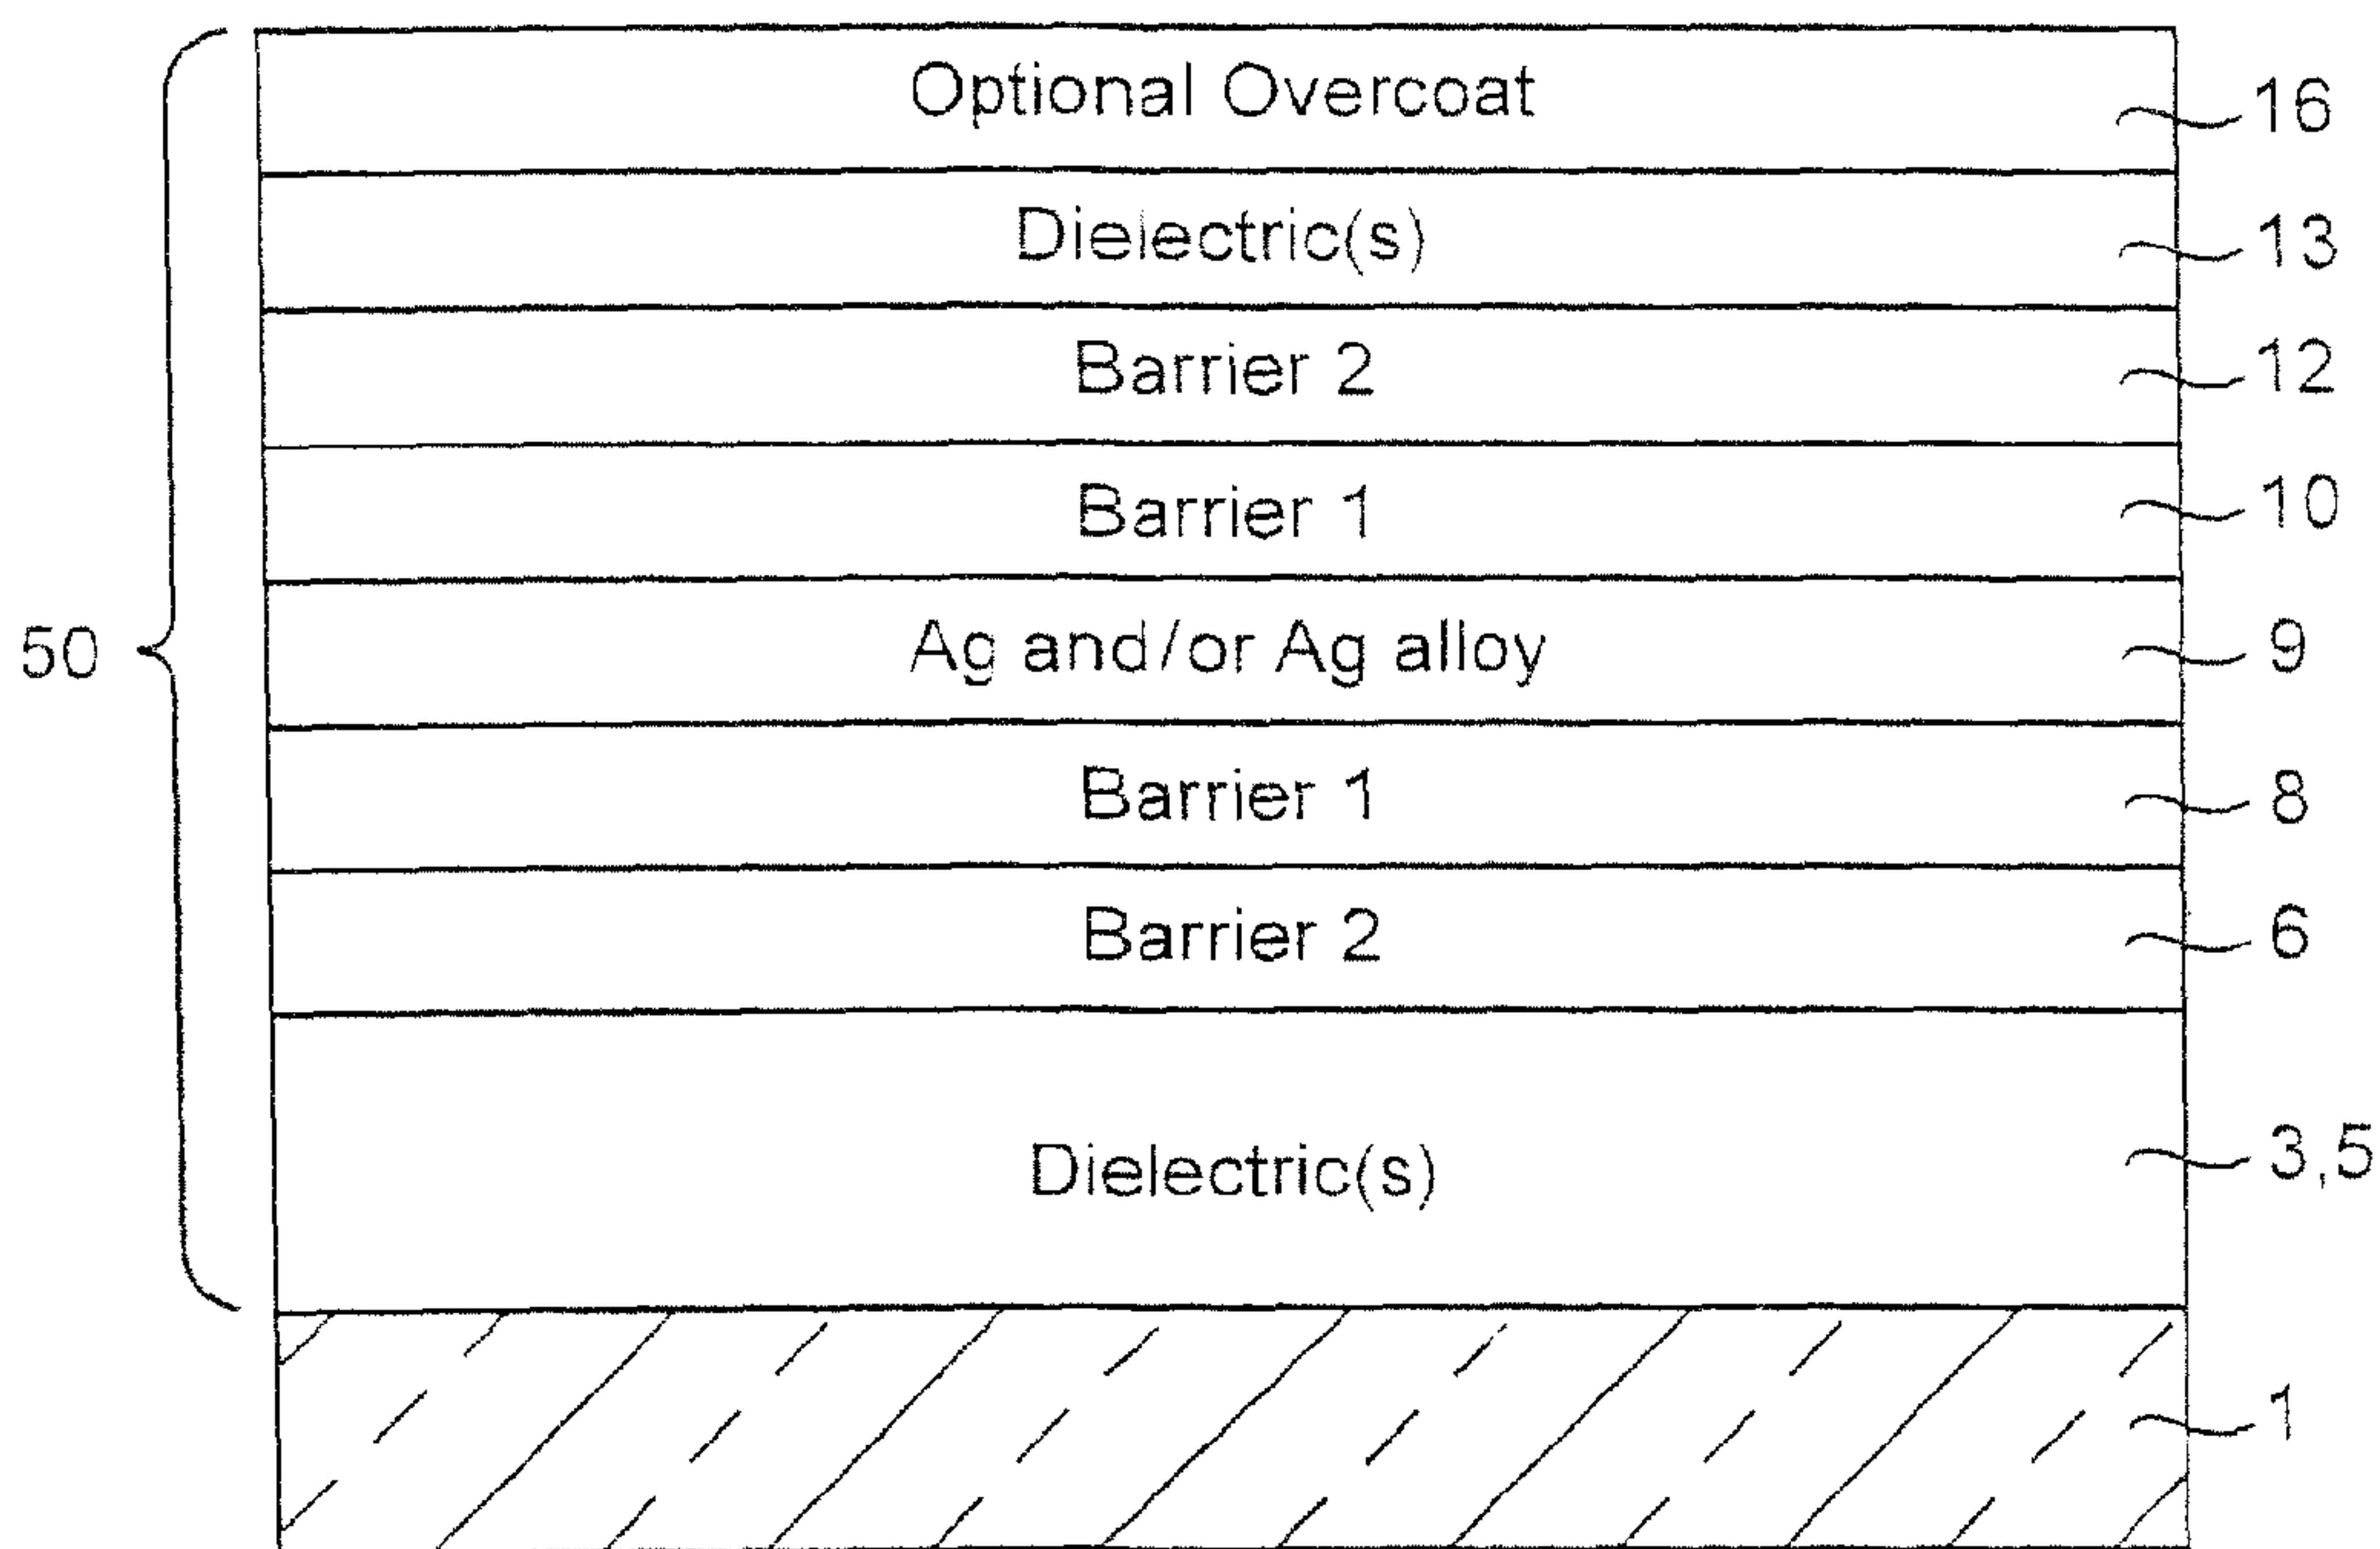 Optional Overcoat 16
Dielectric(s) 13
Barrier 2 12
Barrier 1 10
50 Ag and/or Ag alloy 9
Barrier 1 8
Barrier 2 6
Dielectric(s) 3,5
1